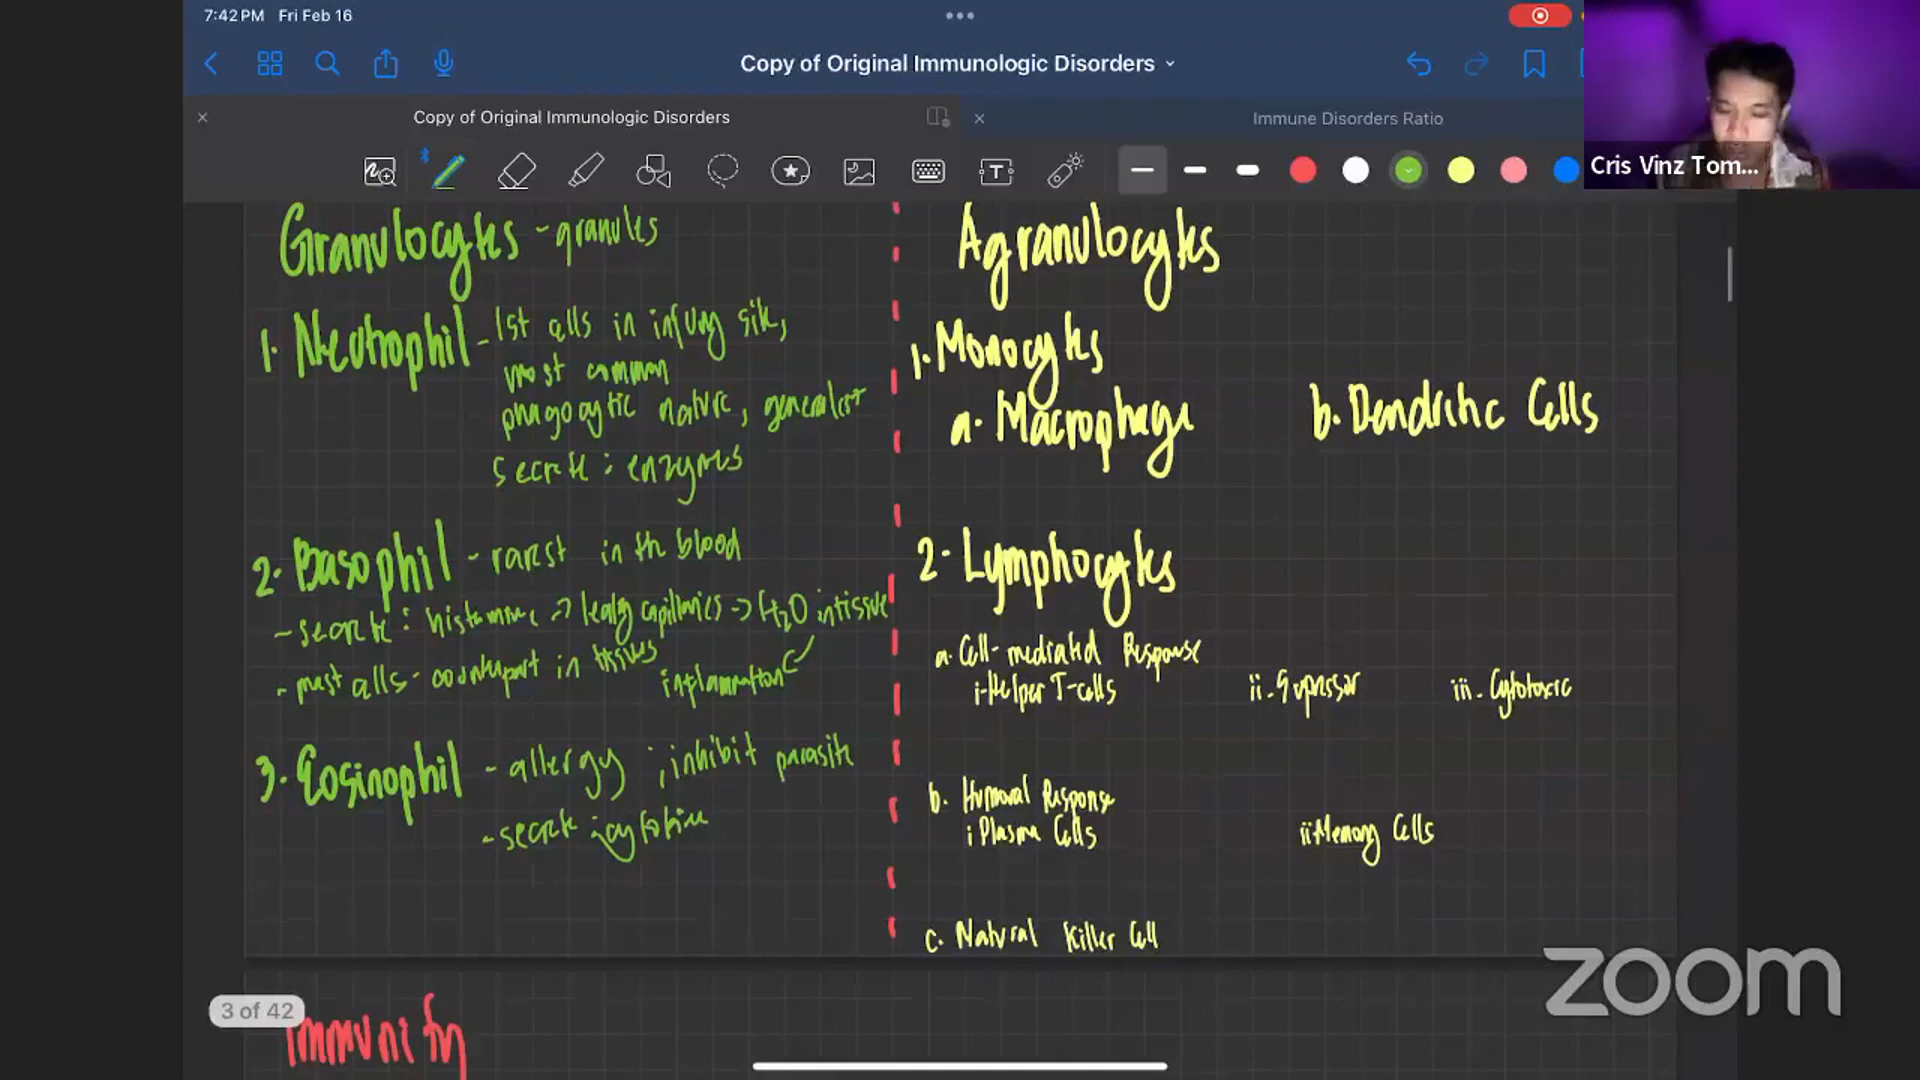 7:42 PM Fri Feb 16
Copy of Original Immunologic Disorders
Copy of Original Immunologic Disorders
Immune Disorders Ratio
Cris Vinz Tom...
Granulocytes - granules
1. Neutrophil - 1st cells in injury site,
most common
phagocytic nature, generalist
secrete : enzymes
2. Basophil - rarest in the blood
- secrete : histamine -> leaky capillaries -> H2O in tissue
- mast cells - counterpart in tissues
inflammation
3. Eosinophil - allergy ; inhibit parasite
- secrete : cytokine
Agranulocytes
1. Monocytes
a. Macrophage
b. Dendritic Cells
2. Lymphocytes
a. Cell-mediated Response
i. Helper T-cells
ii. Supressor
iii. Cytotoxic
b. Humoral Response
i Plasma Cells
ii Memory Cells
c. Natural Killer Cell
3 of 42
Immunity
zoom